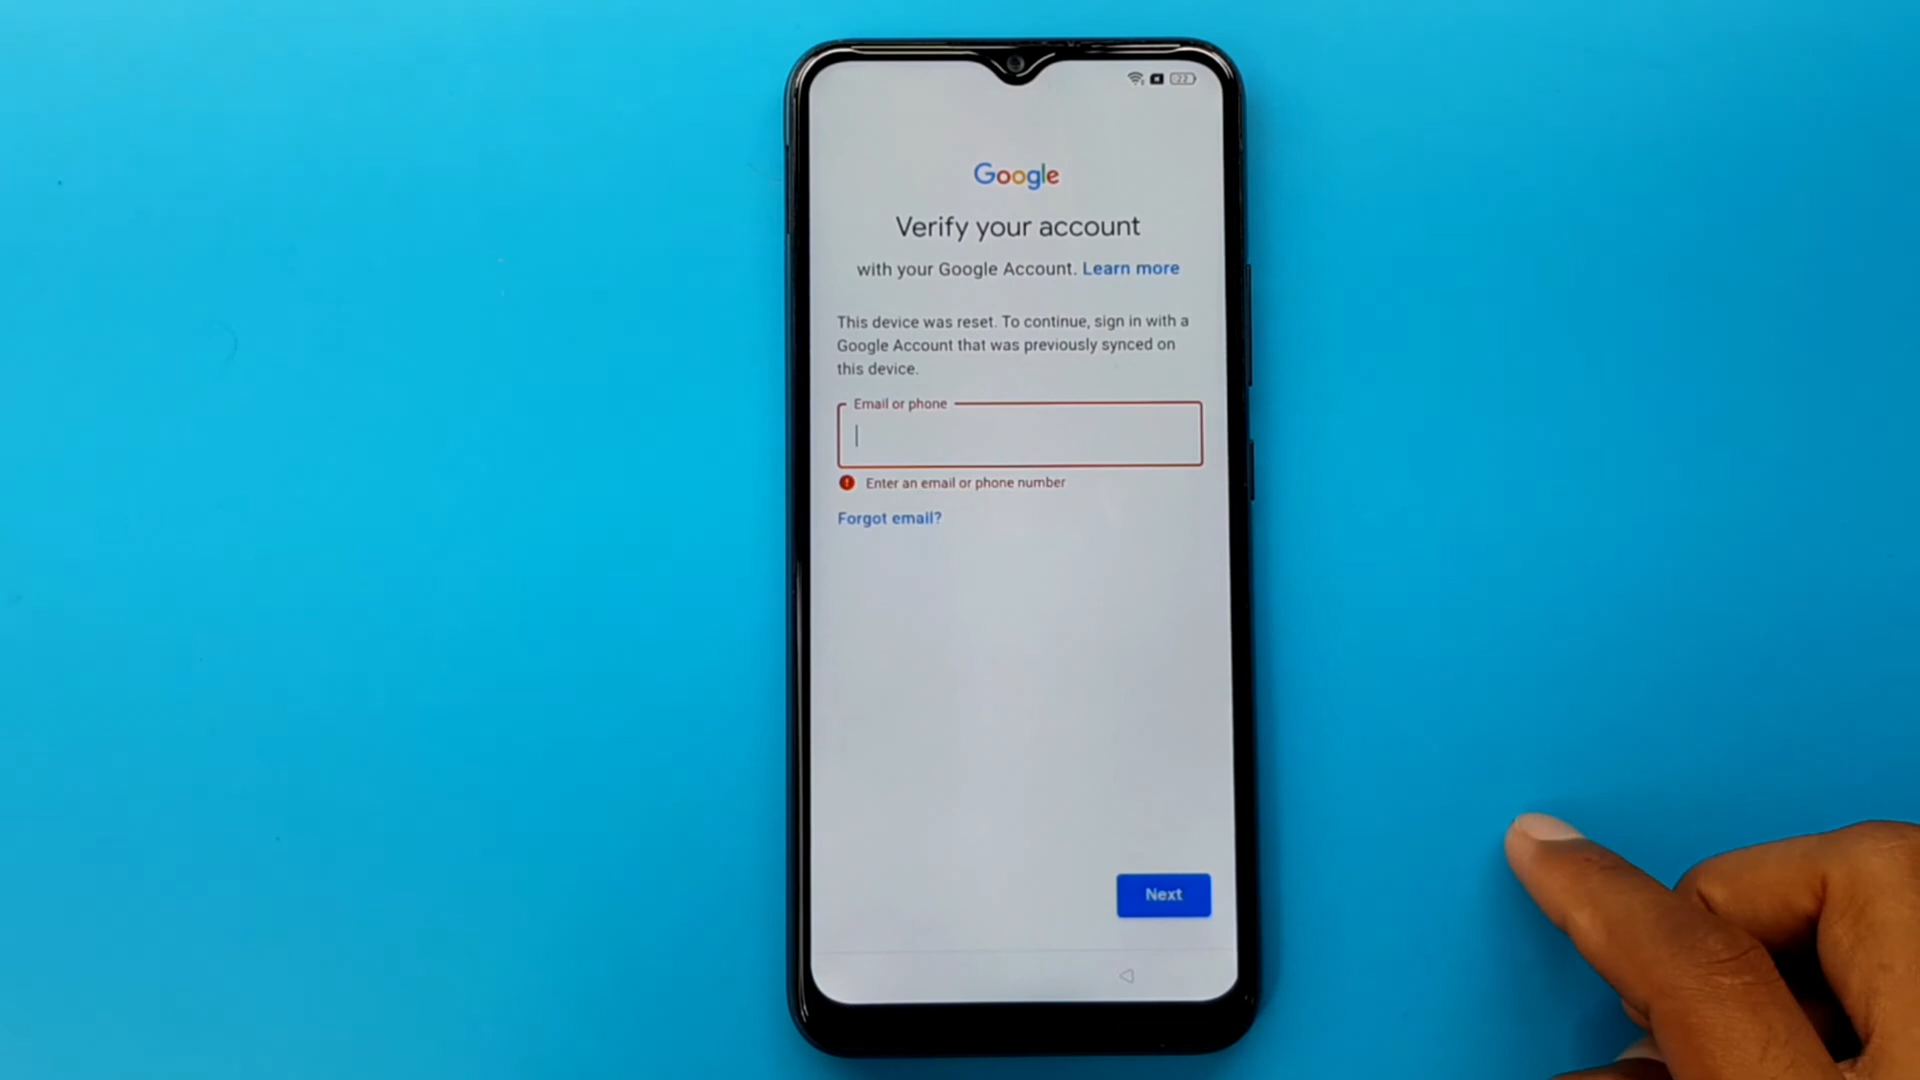 22
Google
Verify your account
with your Google Account. Learn more
This device was reset. To continue, sign in with a
Google Account that was previously synced on
this device.
Email or phone
Enter an email or phone number
Forgot email?
Next